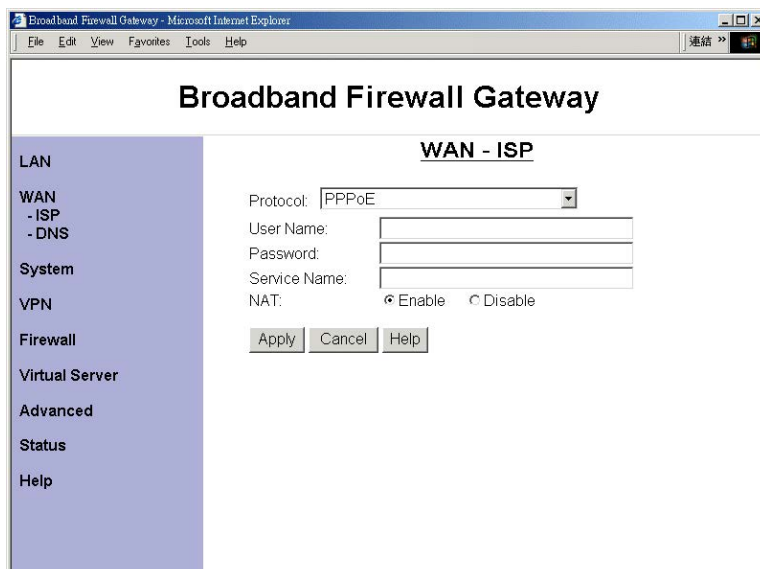 Broadband Firewall Gateway - Microsoft Internet Explorer
File Edit View Favorites Tools Help 連結 »
Broadband Firewall Gateway
LAN
WAN
- ISP
- DNS
System
VPN
Firewall
Virtual Server
Advanced
Status
Help
WAN - ISP
Protocol: PPPoE
User Name:
Password:
Service Name:
NAT: Enable Disable
Apply Cancel Help